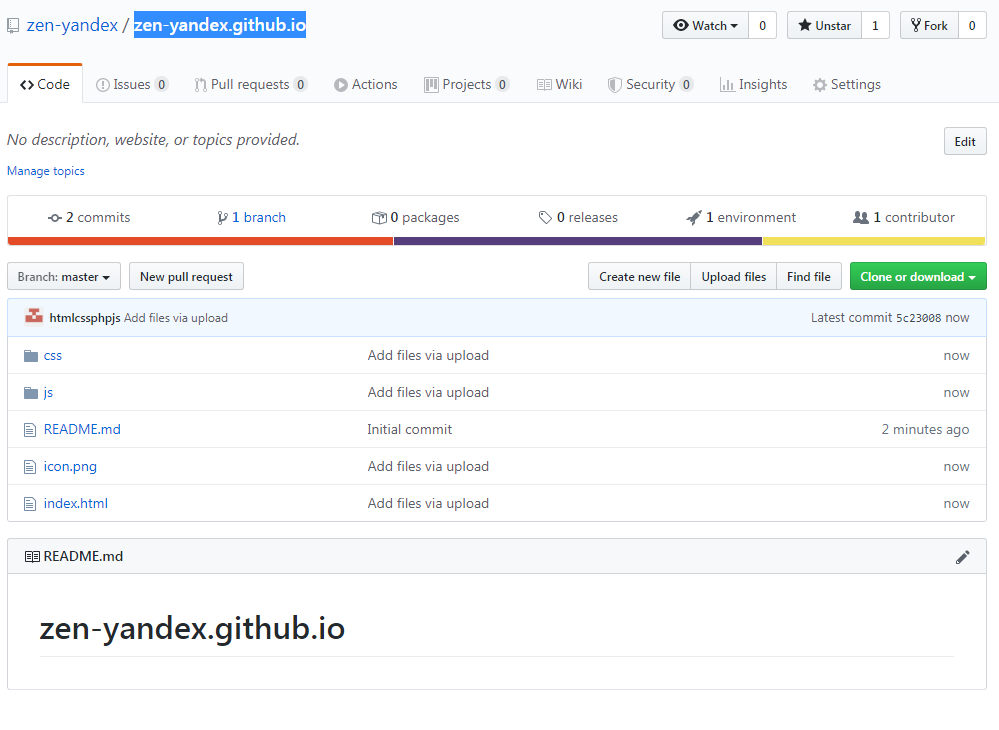 zen-yandex / zen-yandex.github.io Watch 0 Unstar 1 Fork 0
Code Issues 0 Pull requests 0 Actions Projects 0 Wiki Security 0 Insights Settings
No description, website, or topics provided. Edit
Manage topics
2 commits 1 branch 0 packages 0 releases 1 environment 1 contributor
Branch: master New pull request Create new file Upload files Find file Clone or download
htmlcssphpjs Add files via upload Latest commit 5c23008 now
css Add files via upload now
js Add files via upload now
README.md Initial commit 2 minutes ago
icon.png Add files via upload now
index.html Add files via upload now
README.md
zen-yandex.github.io